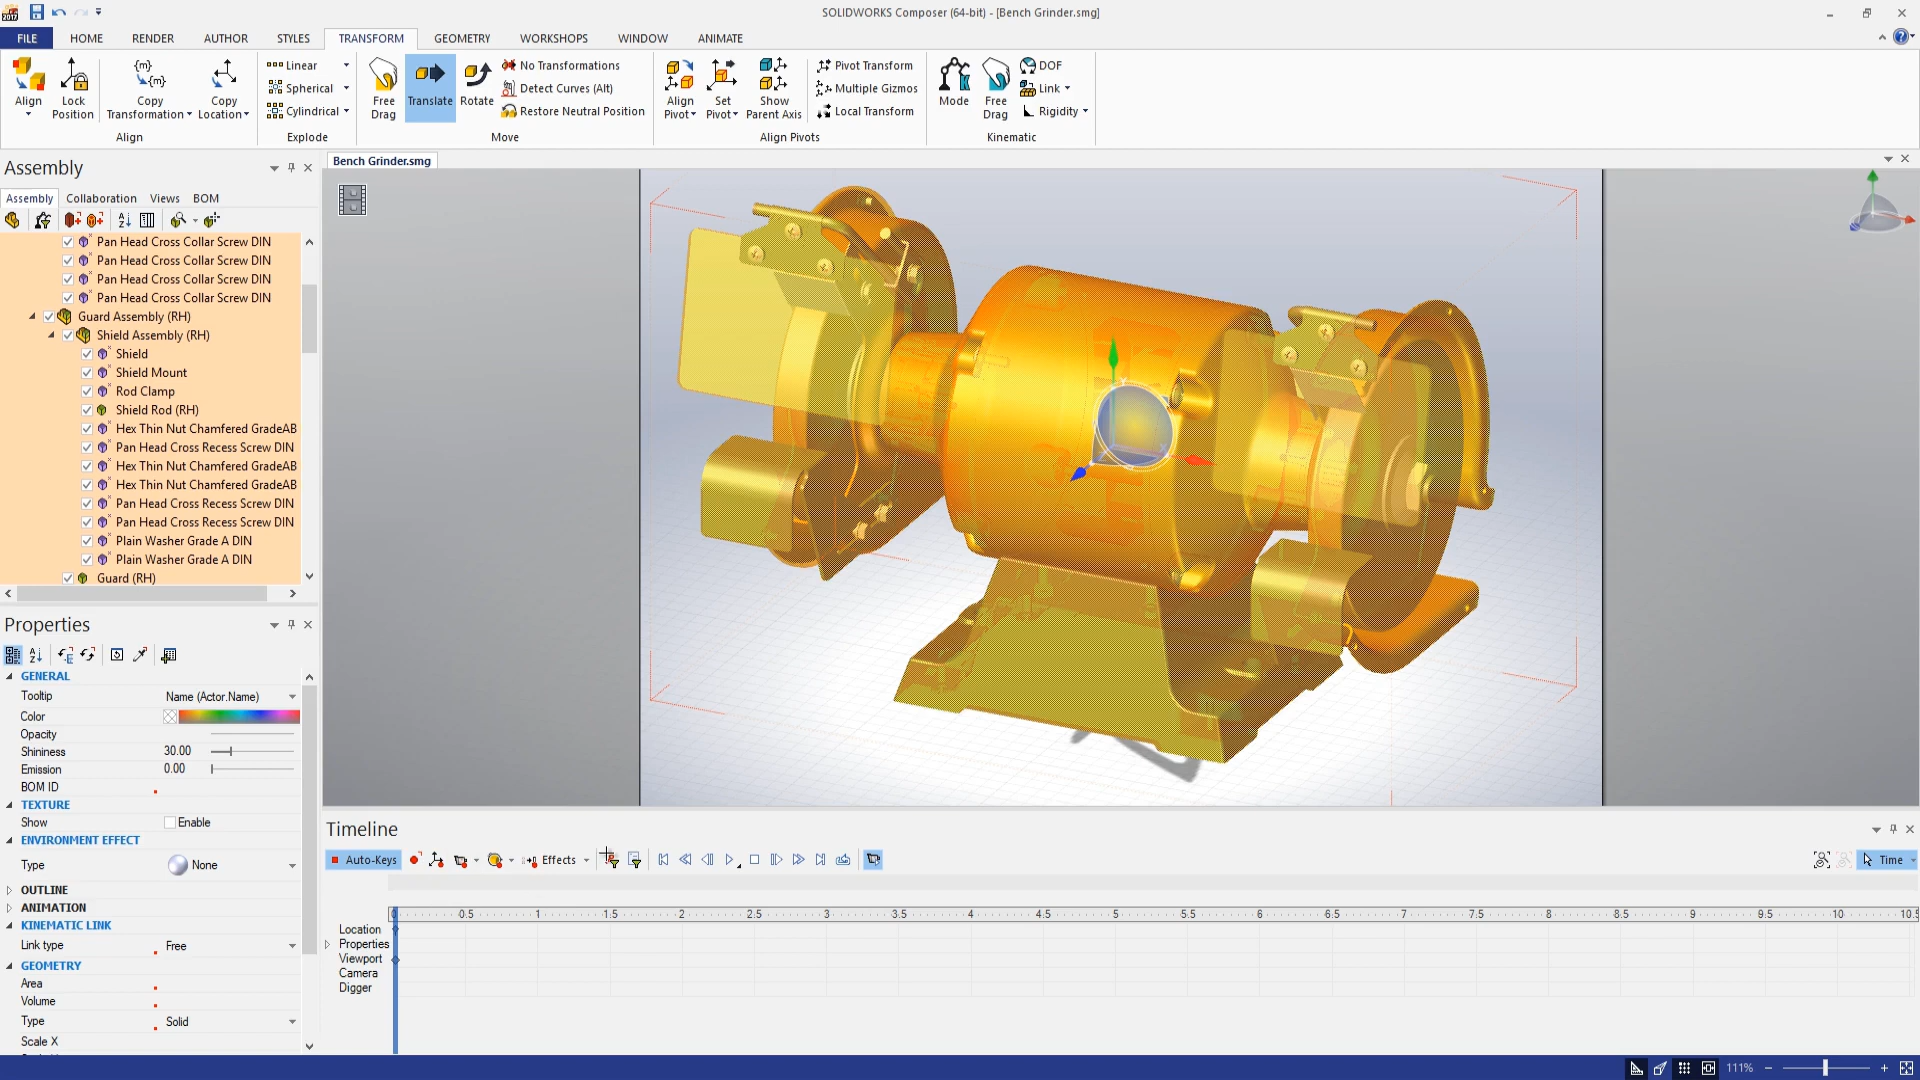 SOLIDWORKS Composer (64-bit) - [Bench Grinder.smg]
FILE HOME RENDER AUTHOR STYLES TRANSFORM GEOMETRY WORKSHOPS WINDOW ANIMATE
Align
Lock Position
Copy Transformation
Copy Location
Align
Linear
Spherical
Cylindrical
Explode
Free Drag
Translate
Rotate
No Transformations
Detect Curves (Alt)
Restore Neutral Position
Move
Align Pivot
Set Pivot
Show Parent Axis
Pivot Transform
Multiple Gizmos
Local Transform
Align Pivots
Mode
Free Drag
DOF
Link
Rigidity
Kinematic
Assembly
Bench Grinder.smg
Assembly Collaboration Views BOM
Pan Head Cross Collar Screw DIN
Pan Head Cross Collar Screw DIN
Pan Head Cross Collar Screw DIN
Pan Head Cross Collar Screw DIN
Guard Assembly (RH)
Shield Assembly (RH)
Shield
Shield Mount
Rod Clamp
Shield Rod (RH)
Hex Thin Nut Chamfered GradeAB
Pan Head Cross Recess Screw DIN
Hex Thin Nut Chamfered GradeAB
Hex Thin Nut Chamfered GradeAB
Pan Head Cross Recess Screw DIN
Pan Head Cross Recess Screw DIN
Plain Washer Grade A DIN
Plain Washer Grade A DIN
Guard (RH)
Properties
GENERAL
Tooltip Name (Actor.Name)
Color
Opacity
Shininess 30.00
Emission 0.00
BOM ID
TEXTURE
Show Enable
ENVIRONMENT EFFECT
Type None
OUTLINE
ANIMATION
KINEMATIC LINK
Link type Free
GEOMETRY
Area
Volume
Type Solid
Scale X
Timeline
Auto-Keys Effects Time
0 0.5 1 1.5 2 2.5 3 3.5 4 4.5 5 5.5 6 6.5 7 7.5 8 8.5 9 9.5 10 10.5
Location
Properties
Viewport
Camera
Digger
111%